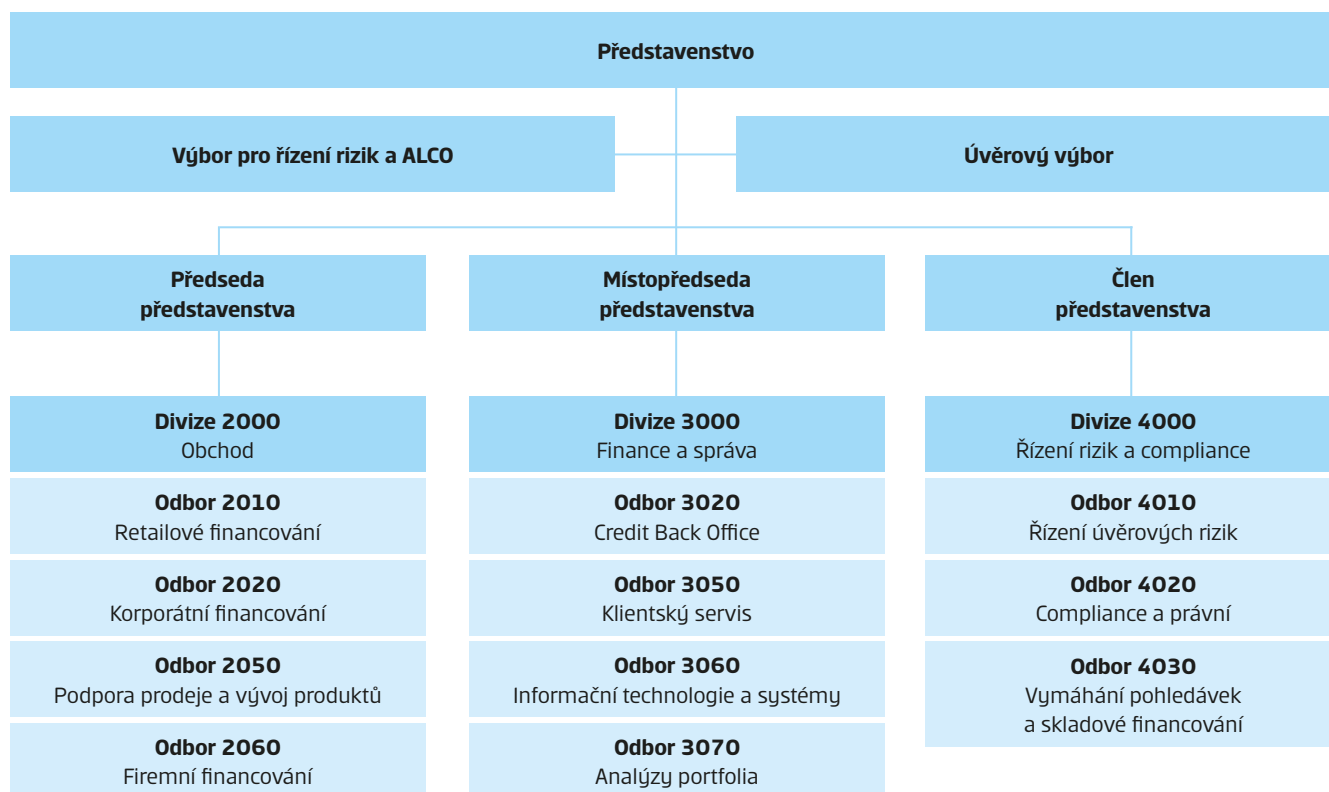 Představenstvo
Výbor pro řízení rizik a ALCO
Úvěrový výbor
Předseda
představenstva
Místopředseda
představenstva
Člen
představenstva
Divize 2000
Obchod
Odbor 2010
Retailové financování
Odbor 2020
Korporátní financování
Odbor 2050
Podpora prodeje a vývoj produktů
Odbor 2060
Firemní financování
Divize 3000
Finance a správa
Odbor 3020
Credit Back Office
Odbor 3050
Klientský servis
Odbor 3060
Informační technologie a systémy
Odbor 3070
Analýzy portfolia
Divize 4000
Řízení rizik a compliance
Odbor 4010
Řízení úvěrových rizik
Odbor 4020
Compliance a právní
Odbor 4030
Vymáhání pohledávek
a skladové financování